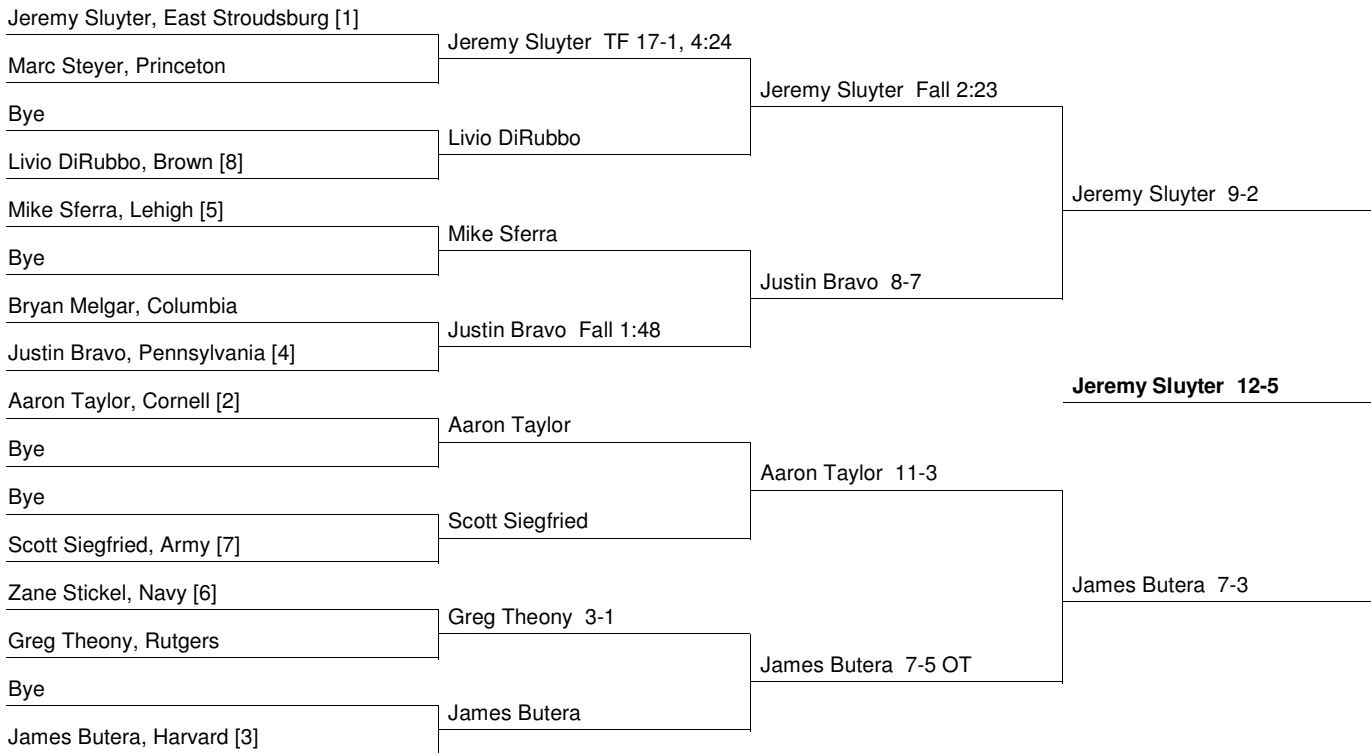 Jeremy Sluyter, East Stroudsburg [1]
Marc Steyer, Princeton
Bye
Livio DiRubbo, Brown [8]
Mike Sferra, Lehigh [5]
Bye
Bryan Melgar, Columbia
Justin Bravo, Pennsylvania [4]
Aaron Taylor, Cornell [2]
Bye
Bye
Scott Siegfried, Army [7]
Zane Stickel, Navy [6]
Greg Theony, Rutgers
Bye
James Butera, Harvard [3]
Jeremy Sluyter TF 17-1, 4:24
Livio DiRubbo
Mike Sferra
Justin Bravo Fall 1:48
Aaron Taylor
Scott Siegfried
Greg Theony 3-1
James Butera
Jeremy Sluyter Fall 2:23
Justin Bravo 8-7
Aaron Taylor 11-3
James Butera 7-5 OT
Jeremy Sluyter 9-2
Jeremy Sluyter 12-5
James Butera 7-3